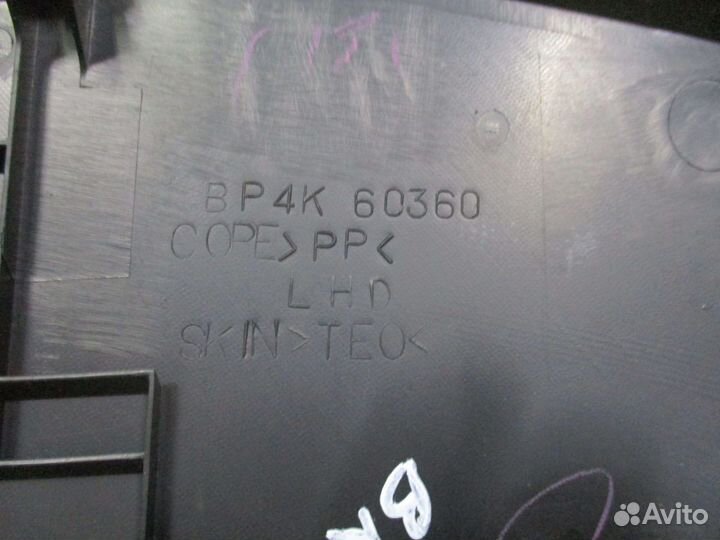 BP4K 60360
COPE>PP<
LHD
SKIN>TEO<
Avito